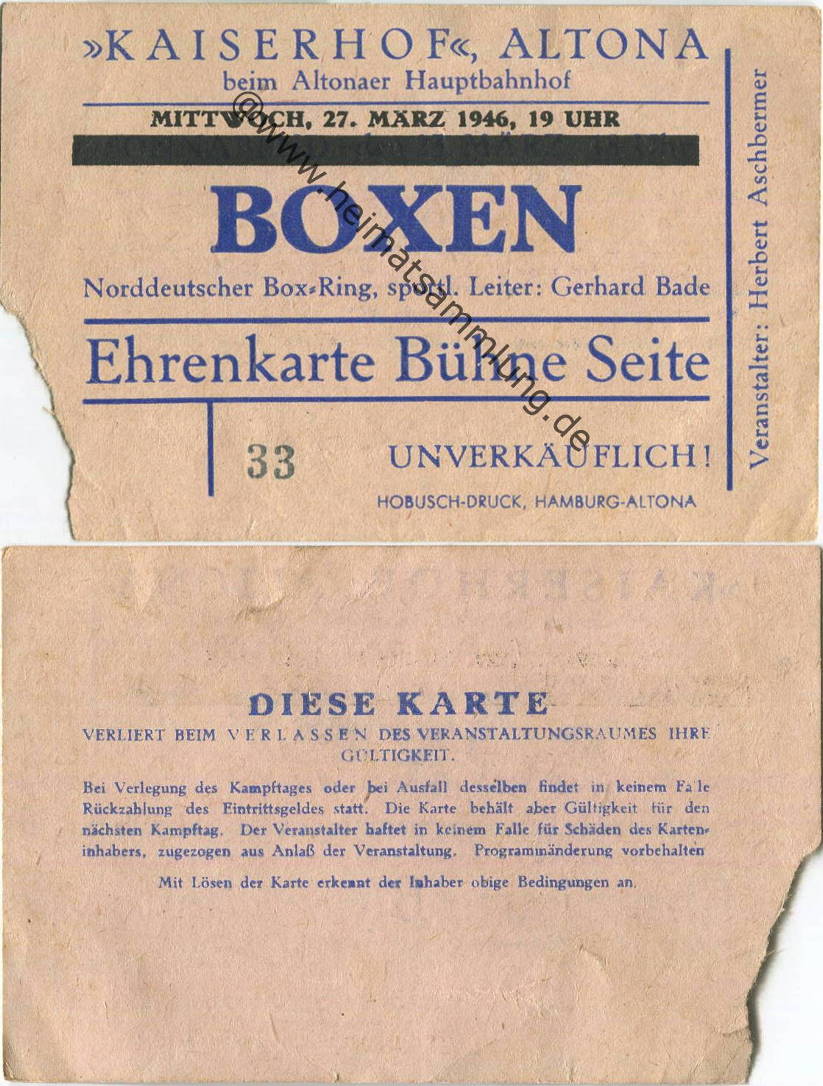 »KAISERHOF«, ALTONA
beim Altonaer Hauptbahnhof
MITTWOCH, 27. MÄRZ 1946, 19 UHR
BOXEN
Norddeutscher Box-Ring, sportl. Leiter: Gerhard Bade
Ehrenkarte Bühne Seite
33
UNVERKÄUFLICH!
HOBUSCH-DRUCK, HAMBURG-ALTONA
Veranstalter: Herbert Aschbermer
@www.heimatsammlung.de
DIESE KARTE
VERLIERT BEIM VERLASSEN DES VERANSTALTUNGSRAUMES IHRE
GÜLTIGKEIT.
Bei Verlegung des Kampftages oder bei Ausfall desselben findet in keinem Falle
Rückzahlung des Eintrittsgeldes statt. Die Karte behält aber Gültigkeit für den
nächsten Kampftag. Der Veranstalter haftet in keinem Falle für Schäden des Karten-
inhabers, zugezogen aus Anlaß der Veranstaltung. Programmänderung vorbehalten
Mit Lösen der Karte erkennt der Inhaber obige Bedingungen an.